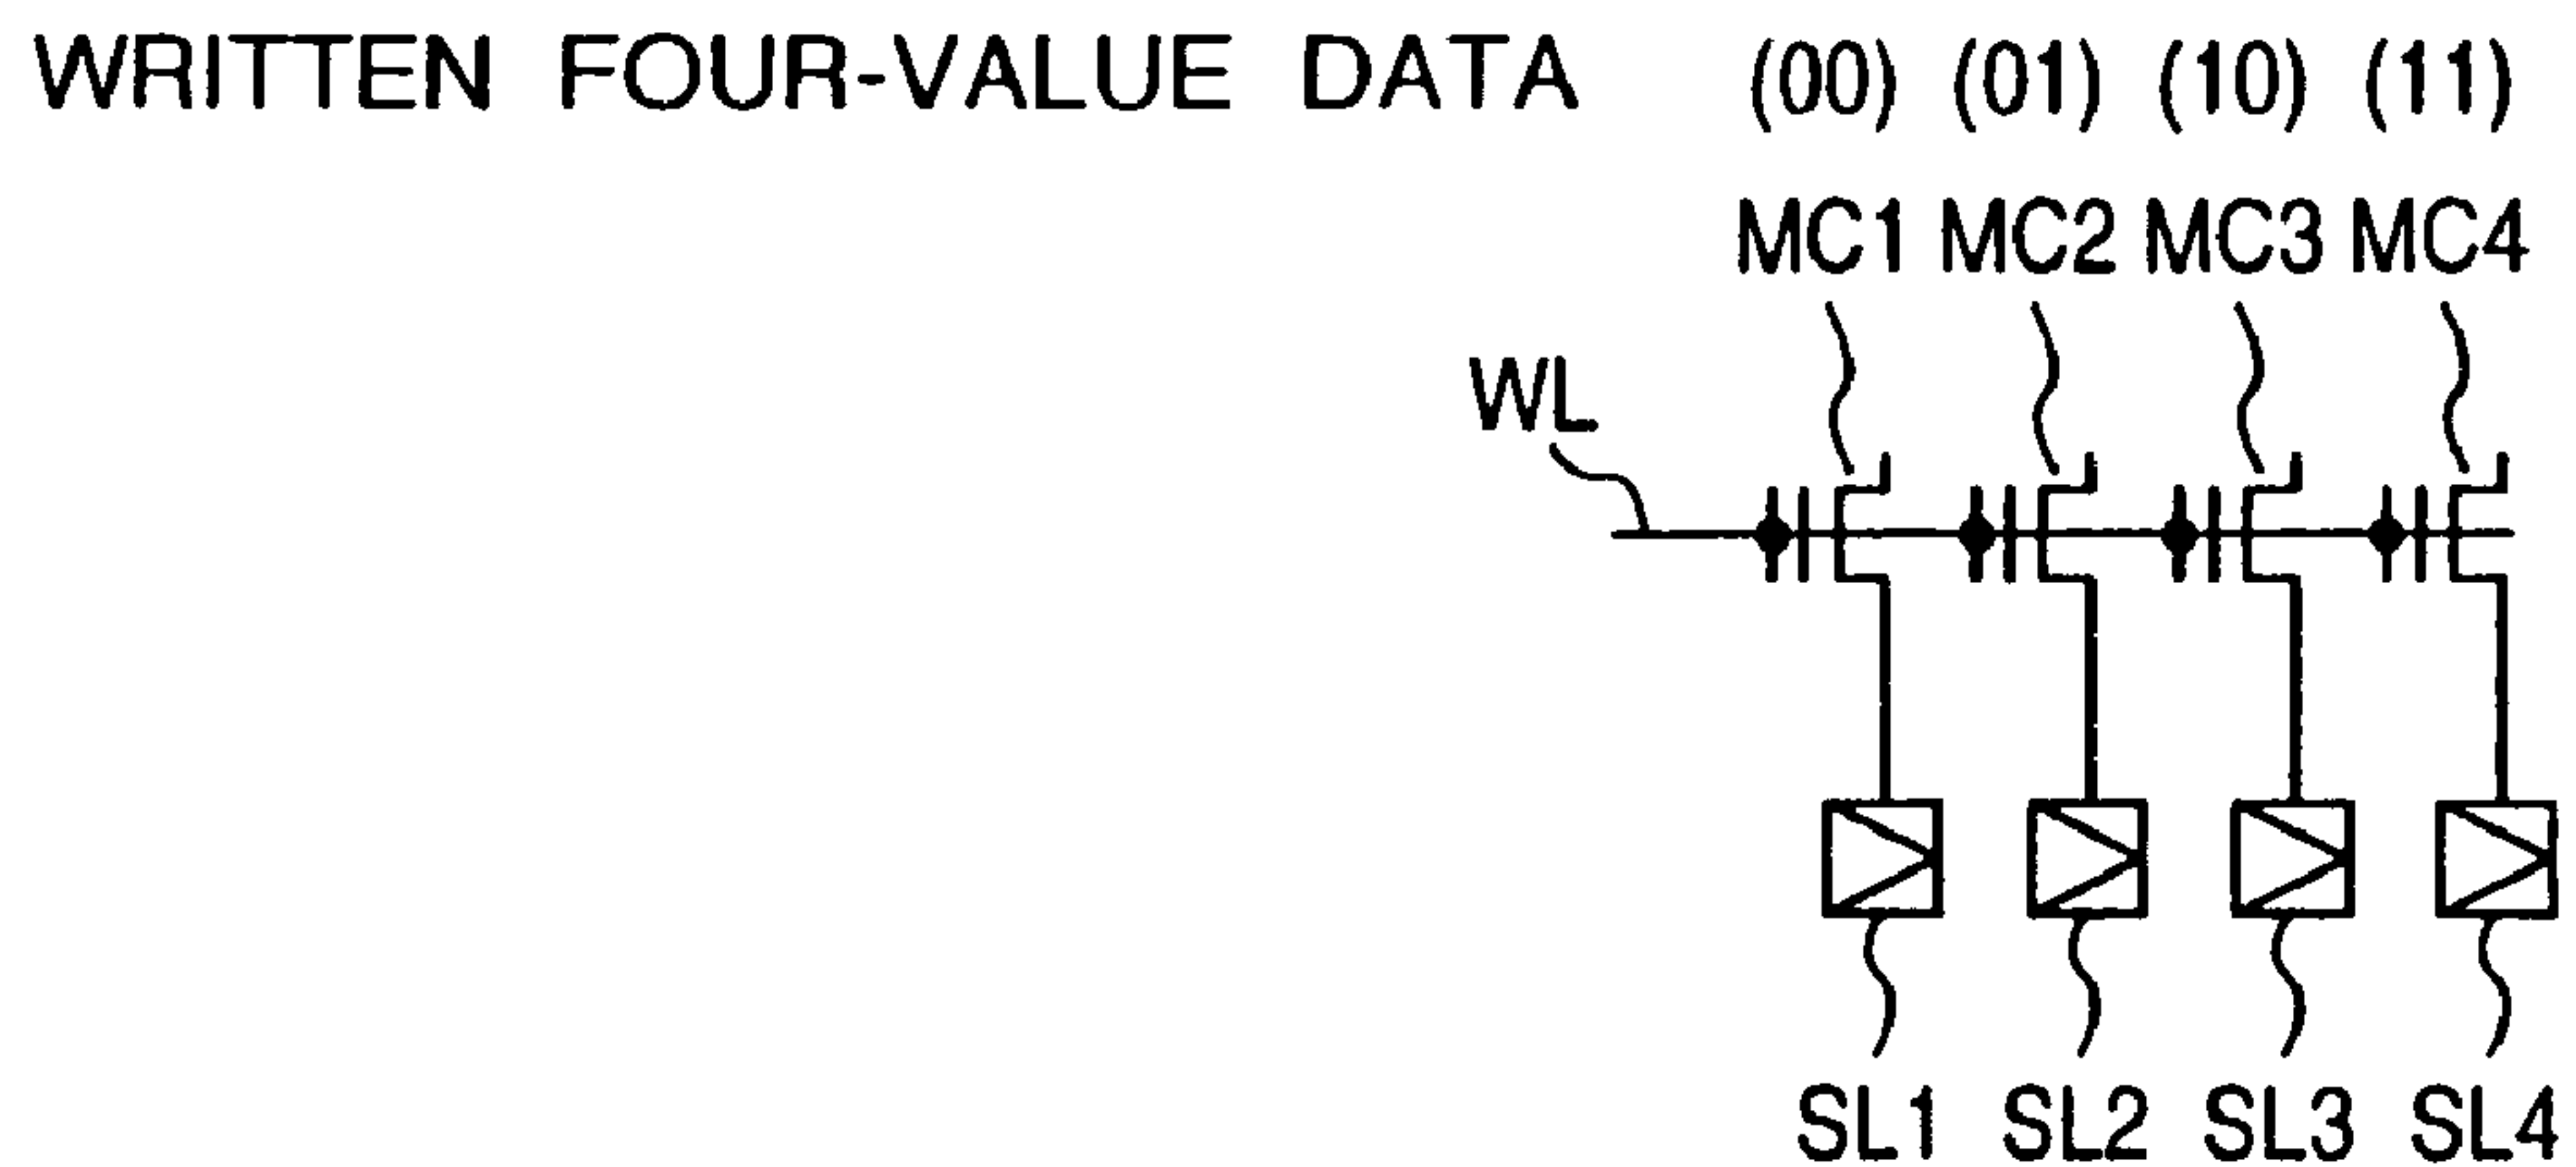 WRITTEN FOUR-VALUE DATA (00) (01) (10) (11)
MC1 MC2 MC3 MC4
WL
SL1 SL2 SL3 SL4